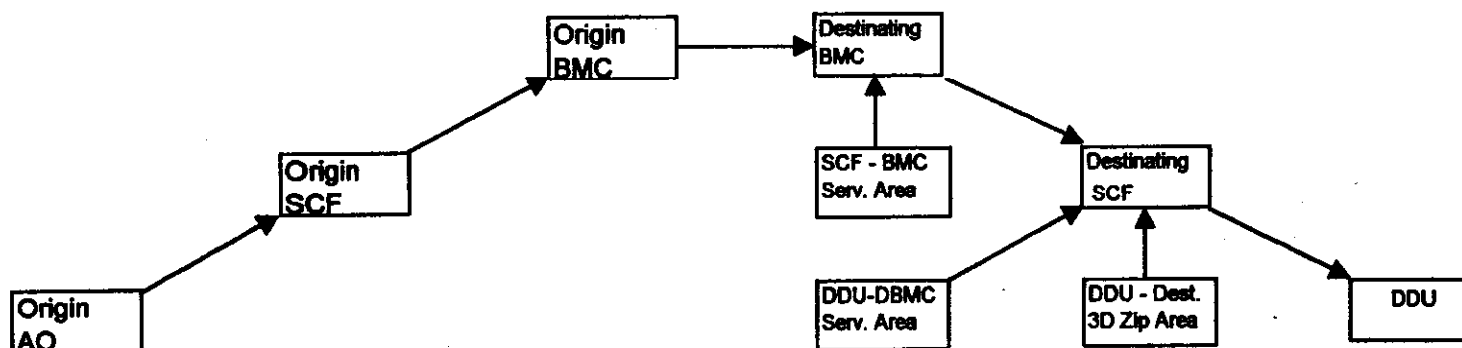 Origin
BMC
Destinating
BMC
Origin
SCF
SCF - BMC
Serv. Area
Destinating
SCF
Origin
AO
DDU-DBMC
Serv. Area
DDU - Dest.
3D Zip Area
DDU